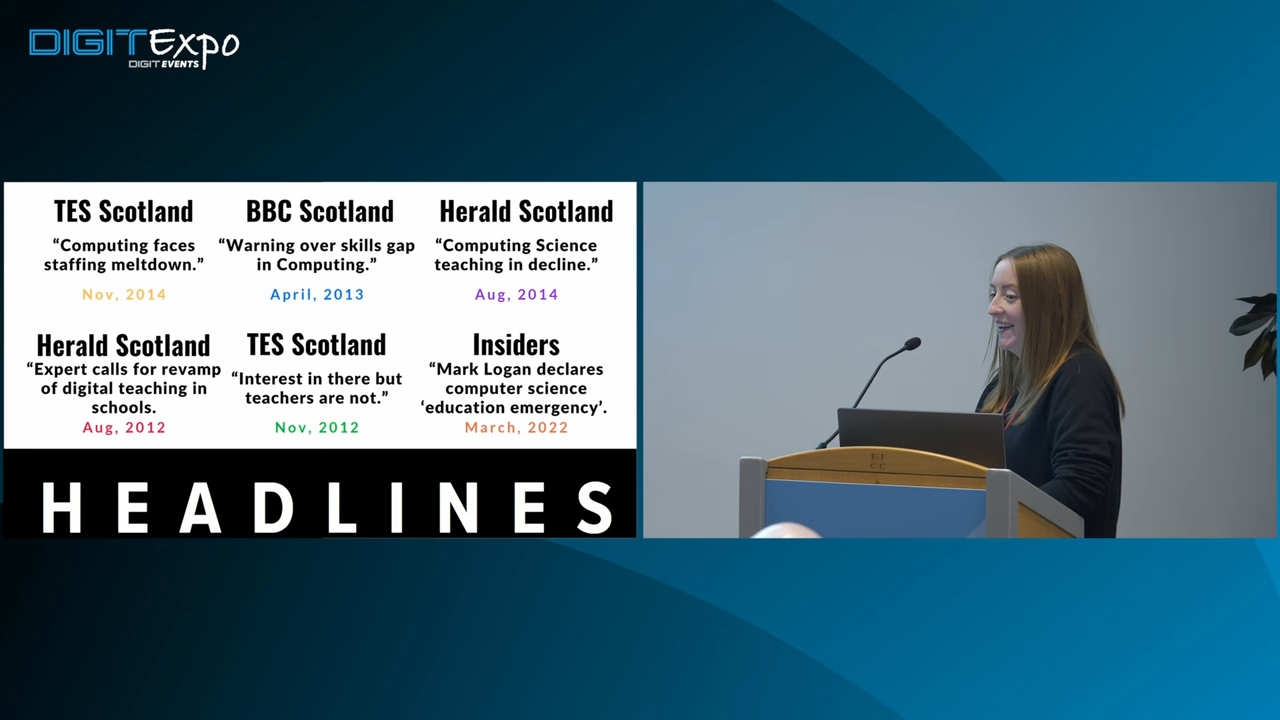 DIGITExpo
DIGITEVENTS
TES Scotland
“Computing faces
staffing meltdown.”
Nov, 2014
BBC Scotland
“Warning over skills gap
in Computing.”
April, 2013
Herald Scotland
“Computing Science
teaching in decline.”
Aug, 2014
Herald Scotland
“Expert calls for revamp
of digital teaching in
schools.
Aug, 2012
TES Scotland
“Interest in there but
teachers are not.”
Nov, 2012
Insiders
“Mark Logan declares
computer science
‘education emergency’.
March, 2022
HEADLINES